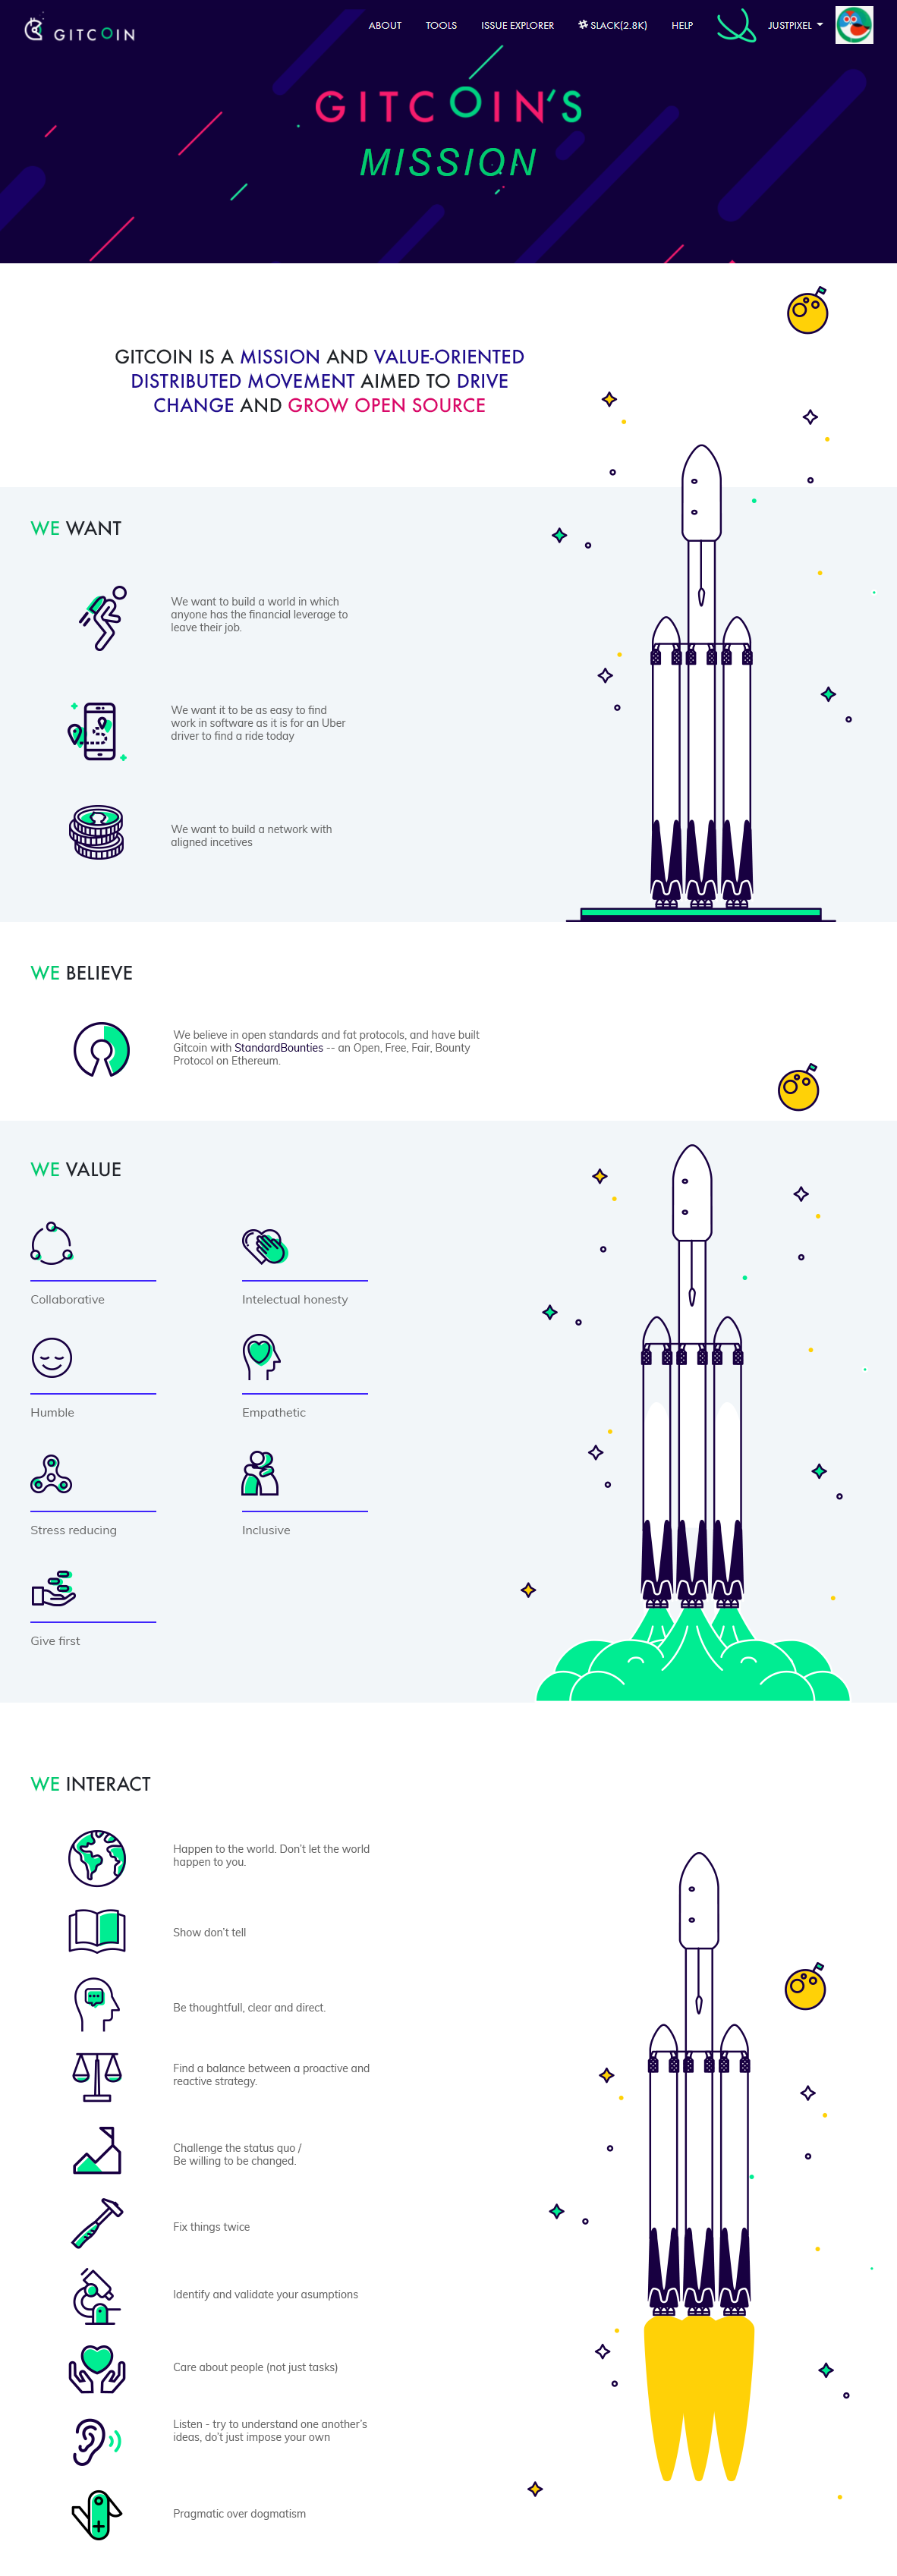 GITCOIN
ABOUT TOOLS ISSUE EXPLORER SLACK(2.8K) HELP JUSTPIXEL
GITCOIN'S
MISSION
GITCOIN IS A MISSION AND VALUE-ORIENTED
DISTRIBUTED MOVEMENT AIMED TO DRIVE
CHANGE AND GROW OPEN SOURCE
WE WANT
We want to build a world in which
anyone has the financial leverage to
leave their job.
We want it to be as easy to find
work in software as it is for an Uber
driver to find a ride today
We want to build a network with
aligned incetives
WE BELIEVE
We believe in open standards and fat protocols, and have built
Gitcoin with StandardBounties -- an Open, Free, Fair, Bounty
Protocol on Ethereum.
WE VALUE
Collaborative
Intelectual honesty
Humble
Empathetic
Stress reducing
Inclusive
Give first
WE INTERACT
Happen to the world. Don't let the world
happen to you.
Show don't tell
Be thoughtfull, clear and direct.
Find a balance between a proactive and
reactive strategy.
Challenge the status quo /
Be willing to be changed.
Fix things twice
Identify and validate your asumptions
Care about people (not just tasks)
Listen - try to understand one another's
ideas, do't just impose your own
Pragmatic over dogmatism